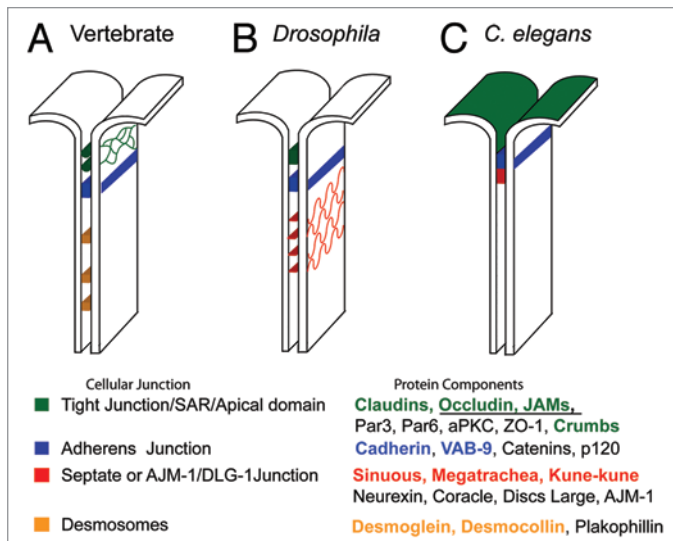 A Vertebrate B Drosophila C C. elegans
Cellular Junction Protein Components
Tight Junction/SAR/Apical domain Claudins, Occludin, JAMs,
Par3, Par6, aPKC, ZO-1, Crumbs
Adherens Junction Cadherin, VAB-9, Catenins, p120
Septate or AJM-1/DLG-1Junction Sinuous, Megatrachea, Kune-kune
Neurexin, Coracle, Discs Large, AJM-1
Desmosomes Desmoglein, Desmocollin, Plakophillin